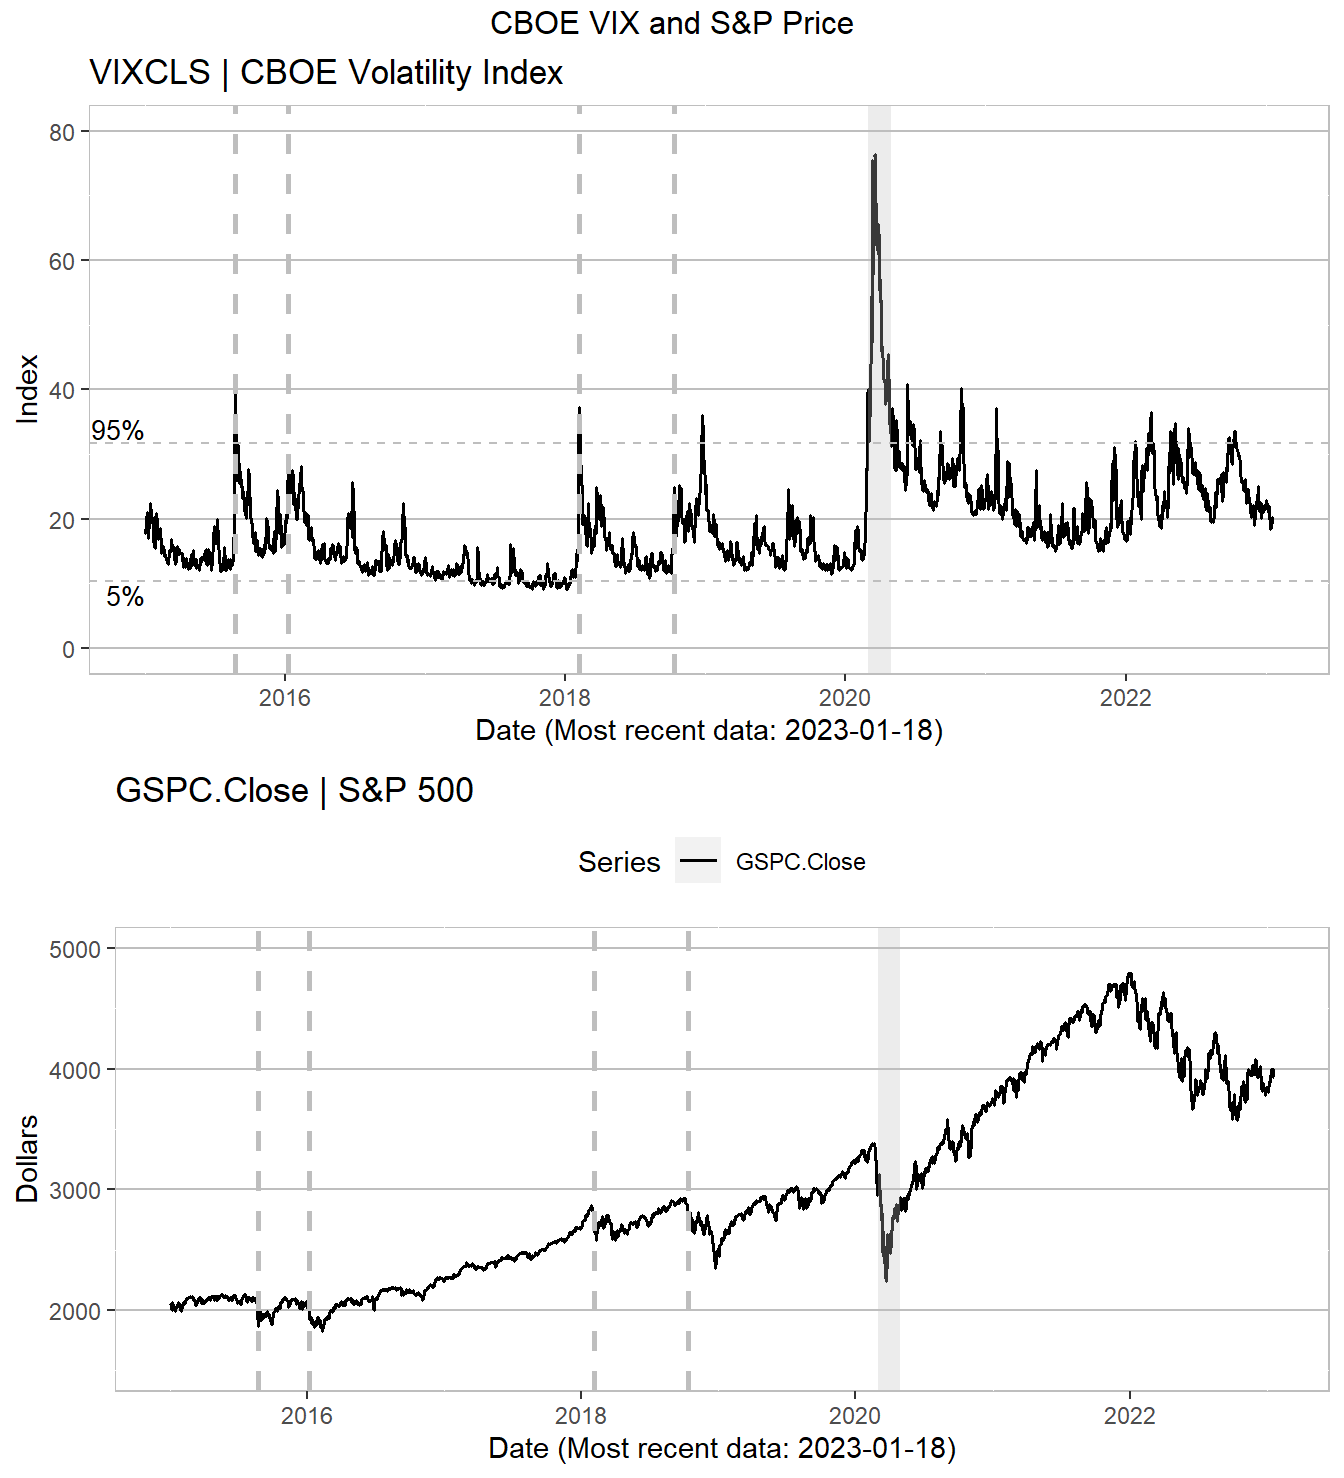 CBOE VIX and S&P Price
VIXCLS | CBOE Volatility Index
80
60
40
20
0
Index
95%
5%
2016 2018 2020 2022
Date (Most recent data: 2023-01-18)
GSPC.Close | S&P 500
Series GSPC.Close
5000
4000
3000
2000
Dollars
2016 2018 2020 2022
Date (Most recent data: 2023-01-18)